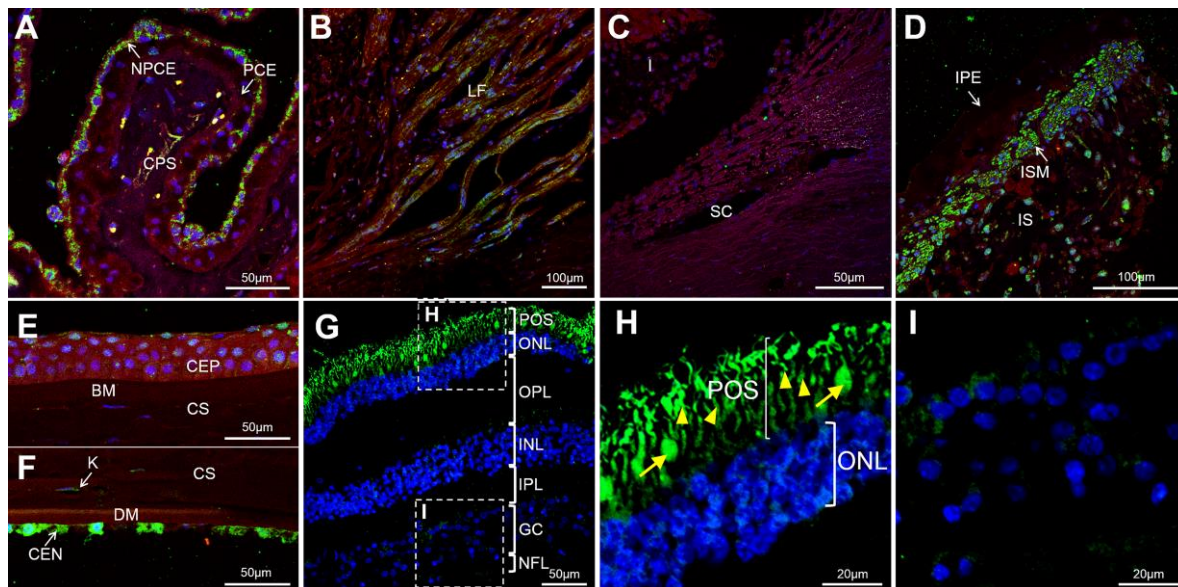 A
NPCE
PCE
CPS
50µm
B
LF
100µm
C
I
SC
50µm
D
IPE
ISM
IS
100µm
E
CEP
BM
CS
50µm
F
K
CS
DM
CEN
50µm
G
H
POS
ONL
OPL
INL
IPL
I
GC
NFL
50µm
H
POS
ONL
20µm
I
20µm